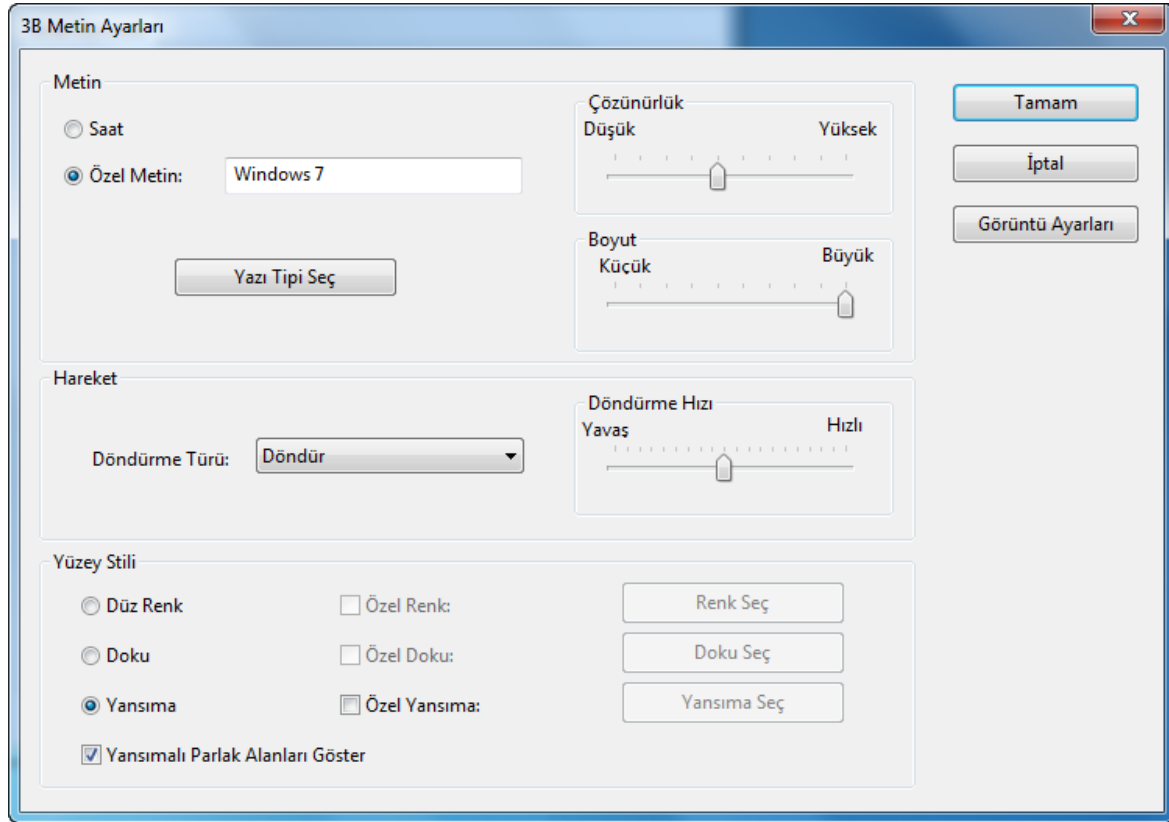 3B Metin Ayarları
Metin
Saat
Özel Metin: Windows 7
Yazı Tipi Seç
Çözünürlük
Düşük Yüksek
Boyut
Küçük Büyük
Tamam
İptal
Görüntü Ayarları
Hareket
Döndürme Türü: Döndür
Döndürme Hızı
Yavaş Hızlı
Yüzey Stili
Düz Renk Özel Renk: Renk Seç
Doku Özel Doku: Doku Seç
Yansıma Özel Yansıma: Yansıma Seç
Yansımalı Parlak Alanları Göster